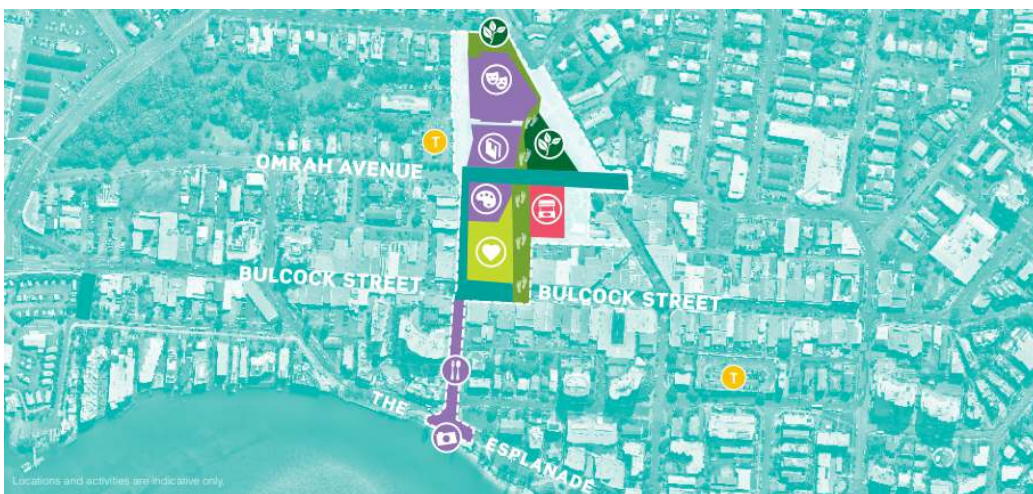 T
OMRAH AVENUE
BULCOCK STREET
BULCOCK STREET
T
THE
ESPLANADE
Locations and activities are indicative only.